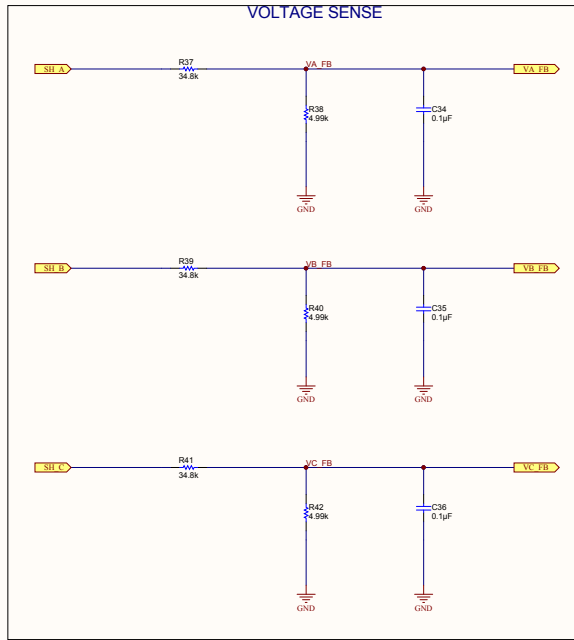 VOLTAGE SENSE
R37
SH_A
VA_FB
VA_FB
34.8k
R38
4.99k
C34
0.1µF
GND
GND
R39
SH_B
VB_FB
VB_FB
34.8k
R40
4.99k
C35
0.1µF
GND
GND
R41
SH_C
VC_FB
VC_FB
34.8k
R42
4.99k
C36
0.1µF
GND
GND